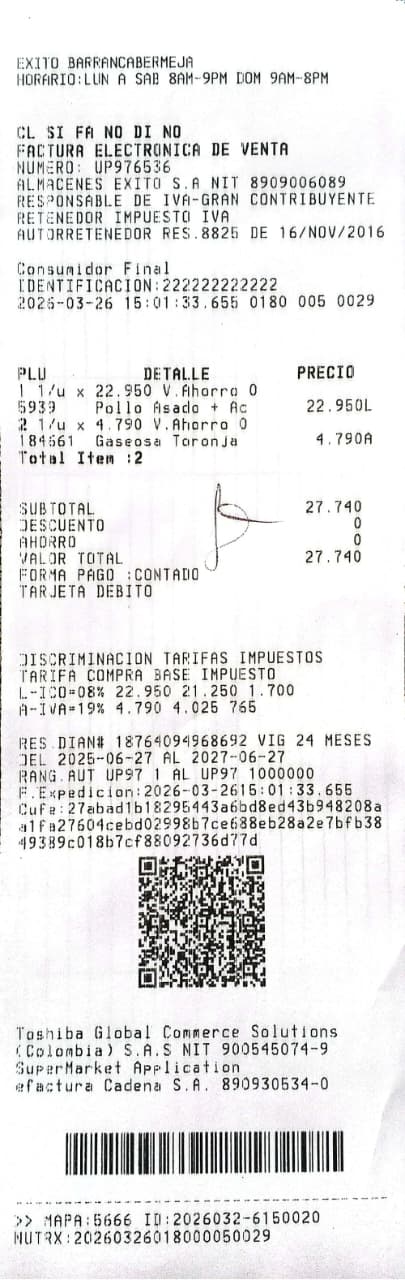 EXITO BARRANCABERMEJA
HORARIO:LUN A SAB 8AM-9PM DOM 9AM-8PM
CL SI FA NO DI NO
FACTURA ELECTRONICA DE VENTA
NUMERO: UP976536
ALMACENES EXITO S.A NIT 8909006089
RESPONSABLE DE IVA-GRAN CONTRIBUYENTE
RETENEDOR IMPUESTO IVA
AUTORRETENEDOR RES.8825 DE 16/NOV/2016
Consumidor Final
IDENTIFICACION:222222222222
2026-03-26 15:01:33.655 0180 005 0029
PLU DETALLE PRECIO
1 1/u x 22.950 V.Ahorro 0
5939 Pollo Asado + Ac 22.950L
2 1/u x 4.790 V.Ahorro 0
184561 Gaseosa Toronja 4.790A
Total Item :2
SUBTOTAL 27.740
DESCUENTO 0
AHORRO 0
VALOR TOTAL 27.740
FORMA PAGO :CONTADO
TARJETA DEBITO
DISCRIMINACION TARIFAS IMPUESTOS
TARIFA COMPRA BASE IMPUESTO
L-ICO=08% 22.950 21.250 1.700
A-IVA=19% 4.790 4.025 765
RES.DIAN# 18764094968692 VIG 24 MESES
DEL 2025-06-27 AL 2027-06-27
RANG.AUT UP97 1 AL UP97 1000000
F.Expedicion:2026-03-2615:01:33.655
Cufe:27abad1b18295443a6bd8ed43b948208a
a1fa27604cebd02998b7ce688eb28a2e7bfb38
49389c018b7cf88092736d77d
Toshiba Global Commerce Solutions
(Colombia) S.A.S NIT 900545074-9
SuperMarket Application
efactura Cadena S.A. 890930534-0
>> MAPA:5666 ID:2026032-6150020
NUTRX:20260326018000050029